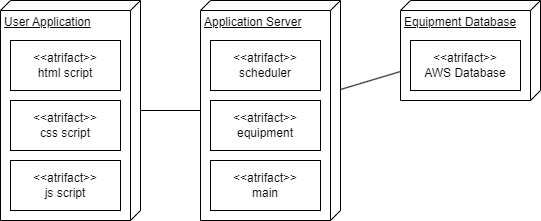 User Application
<<atrifact>>
html script
<<atrifact>>
css script
<<atrifact>>
js script
Application Server
<<atrifact>>
scheduler
<<atrifact>>
equipment
<<atrifact>>
main
Equipment Database
<<atrifact>>
AWS Database